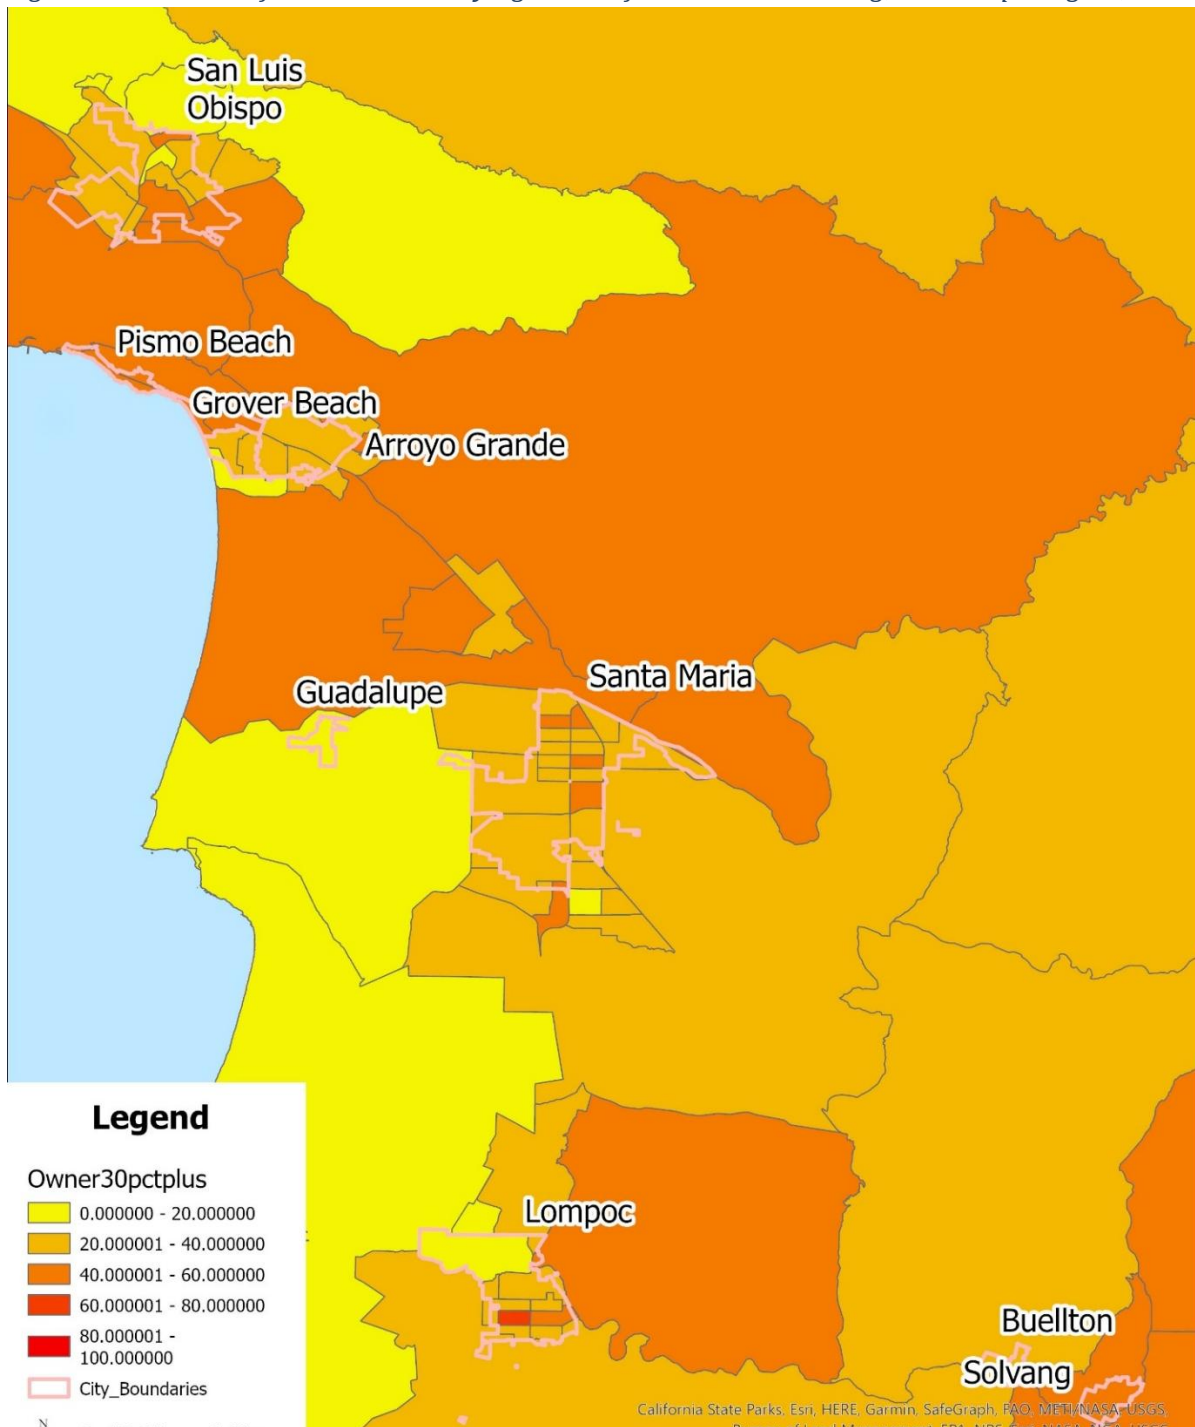 San Luis
Obispo
Pismo Beach
Grover Beach
Arroyo Grande
Santa Maria
Guadalupe
Lompoc
Buellton
Solvang
Legend
Owner30pctplus
0.000000 - 20.000000
20.000001 - 40.000000
40.000001 - 60.000000
60.000001 - 80.000000
80.000001 -
100.000000
City_Boundaries
N
California State Parks, Esri, HERE, Garmin, SafeGraph, FAO, METI/NASA, USGS,